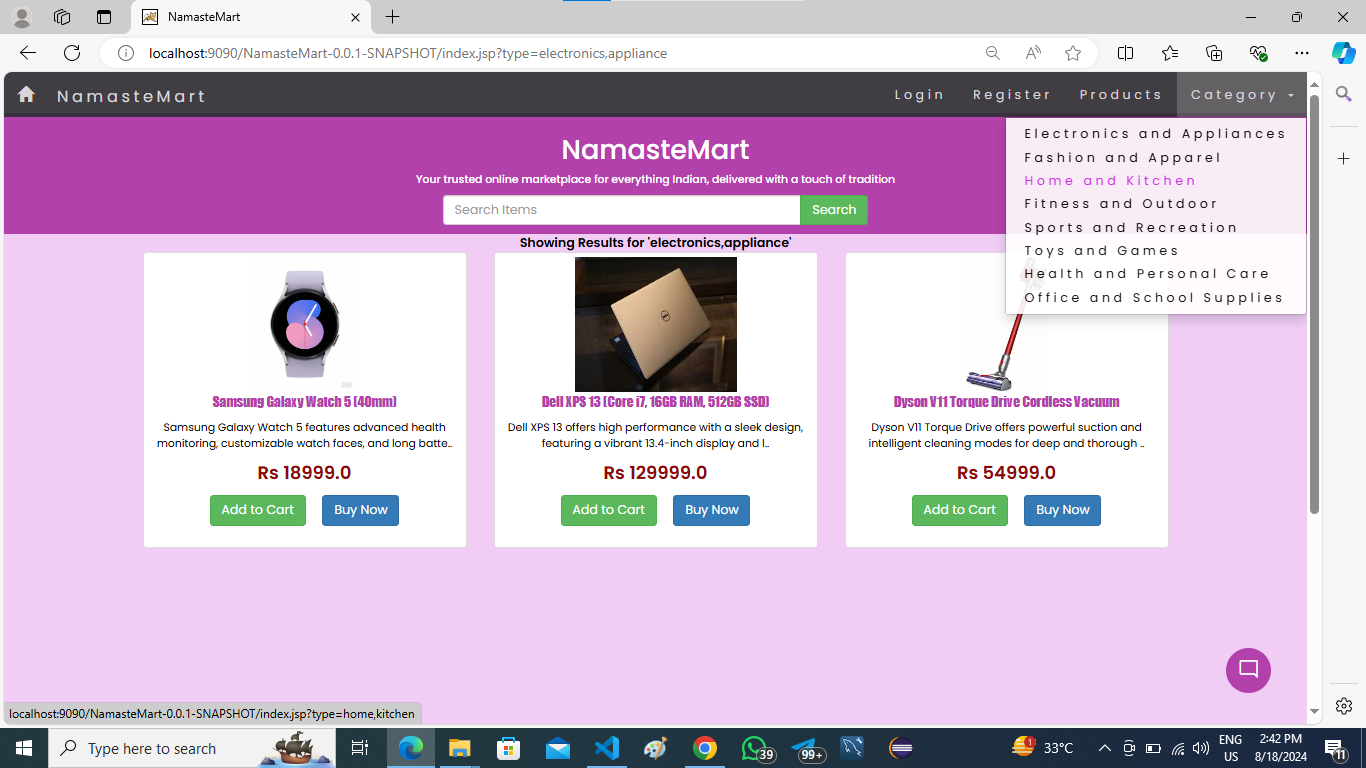 NamasteMart
localhost:9090/NamasteMart-0.0.1-SNAPSHOT/index.jsp?type=electronics,appliance
NamasteMart
Login Register Products Category
Electronics and Appliances
Fashion and Apparel
Home and Kitchen
Fitness and Outdoor
Sports and Recreation
Toys and Games
Health and Personal Care
Office and School Supplies
NamasteMart
Your trusted online marketplace for everything Indian, delivered with a touch of tradition
Search Items Search
Showing Results for 'electronics,appliance'
Samsung Galaxy Watch 5 (40mm)
Samsung Galaxy Watch 5 features advanced health
monitoring, customizable watch faces, and long batte..
Rs 18999.0
Add to Cart Buy Now
Dell XPS 13 (Core i7, 16GB RAM, 512GB SSD)
Dell XPS 13 offers high performance with a sleek design,
featuring a vibrant 13.4-inch display and l..
Rs 129999.0
Add to Cart Buy Now
Dyson V11 Torque Drive Cordless Vacuum
Dyson V11 Torque Drive offers powerful suction and
intelligent cleaning modes for deep and thorough ..
Rs 54999.0
Add to Cart Buy Now
localhost:9090/NamasteMart-0.0.1-SNAPSHOT/index.jsp?type=home,kitchen
Type here to search
39
99+
1
33°C
ENG
US
2:42 PM
8/18/2024
11